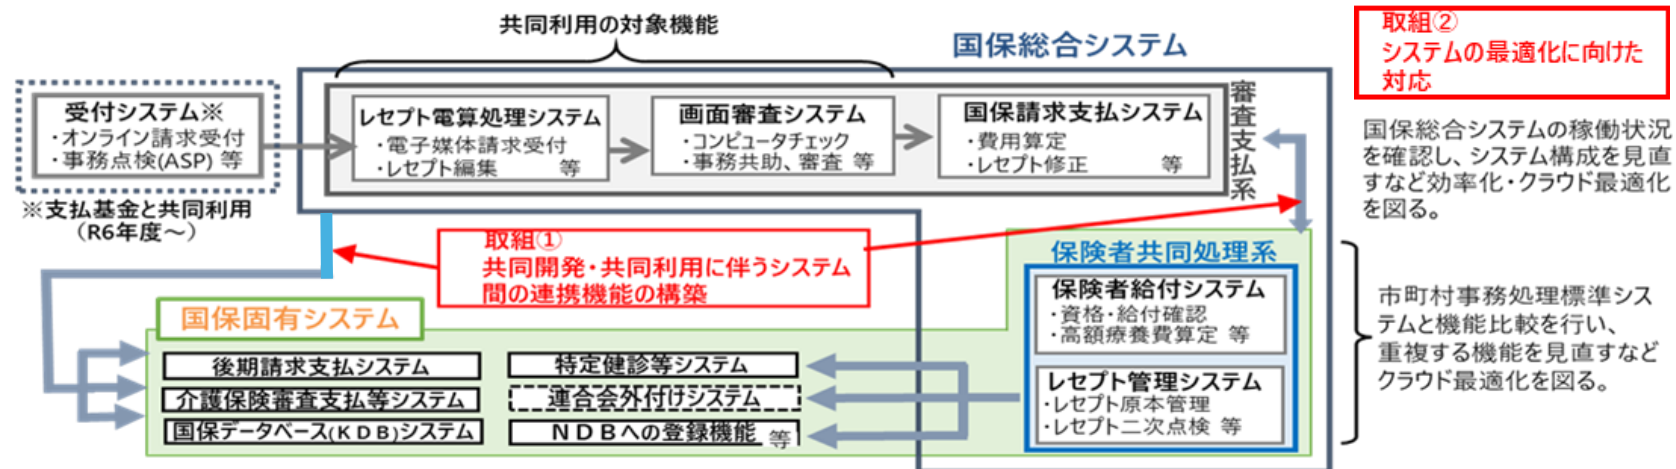 共同利用の対象機能
国保総合システム
取組②
システムの最適化に向けた
対応
受付システム※
・オンライン請求受付
・事務点検(ASP) 等
※支払基金と共同利用
（R6年度～）
レセプト電算処理システム
・電子媒体請求受付
・レセプト編集　　等
画面審査システム
・コンピュータチェック
・事務共助、審査 等
国保請求支払システム
・費用算定
・レセプト修正　　等
審査支払系
国保総合システムの稼働状況
を確認し、システム構成を見直
すなど効率化・クラウド最適化
を図る。
取組①
共同開発・共同利用に伴うシステム
間の連携機能の構築
保険者共同処理系
保険者給付システム
・資格・給付確認
・高額療養費算定 等
レセプト管理システム
・レセプト原本管理
・レセプト二次点検 等
市町村事務処理標準シス
テムと機能比較を行い、
重複する機能を見直すなど
クラウド最適化を図る。
国保固有システム
後期請求支払システム
介護保険審査支払等システム
国保データベース(ＫＤＢ)システム
特定健診等システム
連合会外付けシステム
ＮＤＢへの登録機能 等